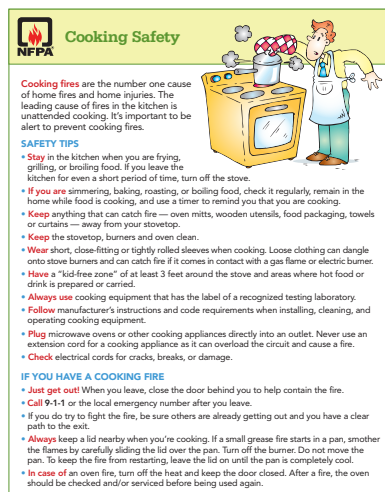 NFPA®
Cooking Safety
Cooking fires are the number one cause
of home fires and home injuries. The
leading cause of fires in the kitchen is
unattended cooking. It's important to be
alert to prevent cooking fires.
SAFETY TIPS
• Stay in the kitchen when you are frying,
grilling, or broiling food. If you leave the
kitchen for even a short period of time, turn off the stove.
• If you are simmering, baking, roasting, or boiling food, check it regularly, remain in the
home while food is cooking, and use a timer to remind you that you are cooking.
• Keep anything that can catch fire — oven mitts, wooden utensils, food packaging, towels
or curtains — away from your stovetop.
• Keep the stovetop, burners and oven clean.
• Wear short, close-fitting or tightly rolled sleeves when cooking. Loose clothing can dangle
onto stove burners and can catch fire if it comes in contact with a gas flame or electric burner.
• Have a "kid-free zone" of at least 3 feet around the stove and areas where hot food or
drink is prepared or carried.
• Always use cooking equipment that has the label of a recognized testing laboratory.
• Follow manufacturer's instructions and code requirements when installing, cleaning, and
operating cooking equipment.
• Plug microwave ovens or other cooking appliances directly into an outlet. Never use an
extension cord for a cooking appliance as it can overload the circuit and cause a fire.
• Check electrical cords for cracks, breaks, or damage.
IF YOU HAVE A COOKING FIRE
• Just get out! When you leave, close the door behind you to help contain the fire.
• Call 9-1-1 or the local emergency number after you leave.
• If you do try to fight the fire, be sure others are already getting out and you have a clear
path to the exit.
• Always keep a lid nearby when you're cooking. If a small grease fire starts in a pan, smother
the flames by carefully sliding the lid over the pan. Turn off the burner. Do not move the
pan. To keep the fire from restarting, leave the lid on until the pan is completely cool.
• In case of an oven fire, turn off the heat and keep the door closed. After a fire, the oven
should be checked and/or serviced before being used again.